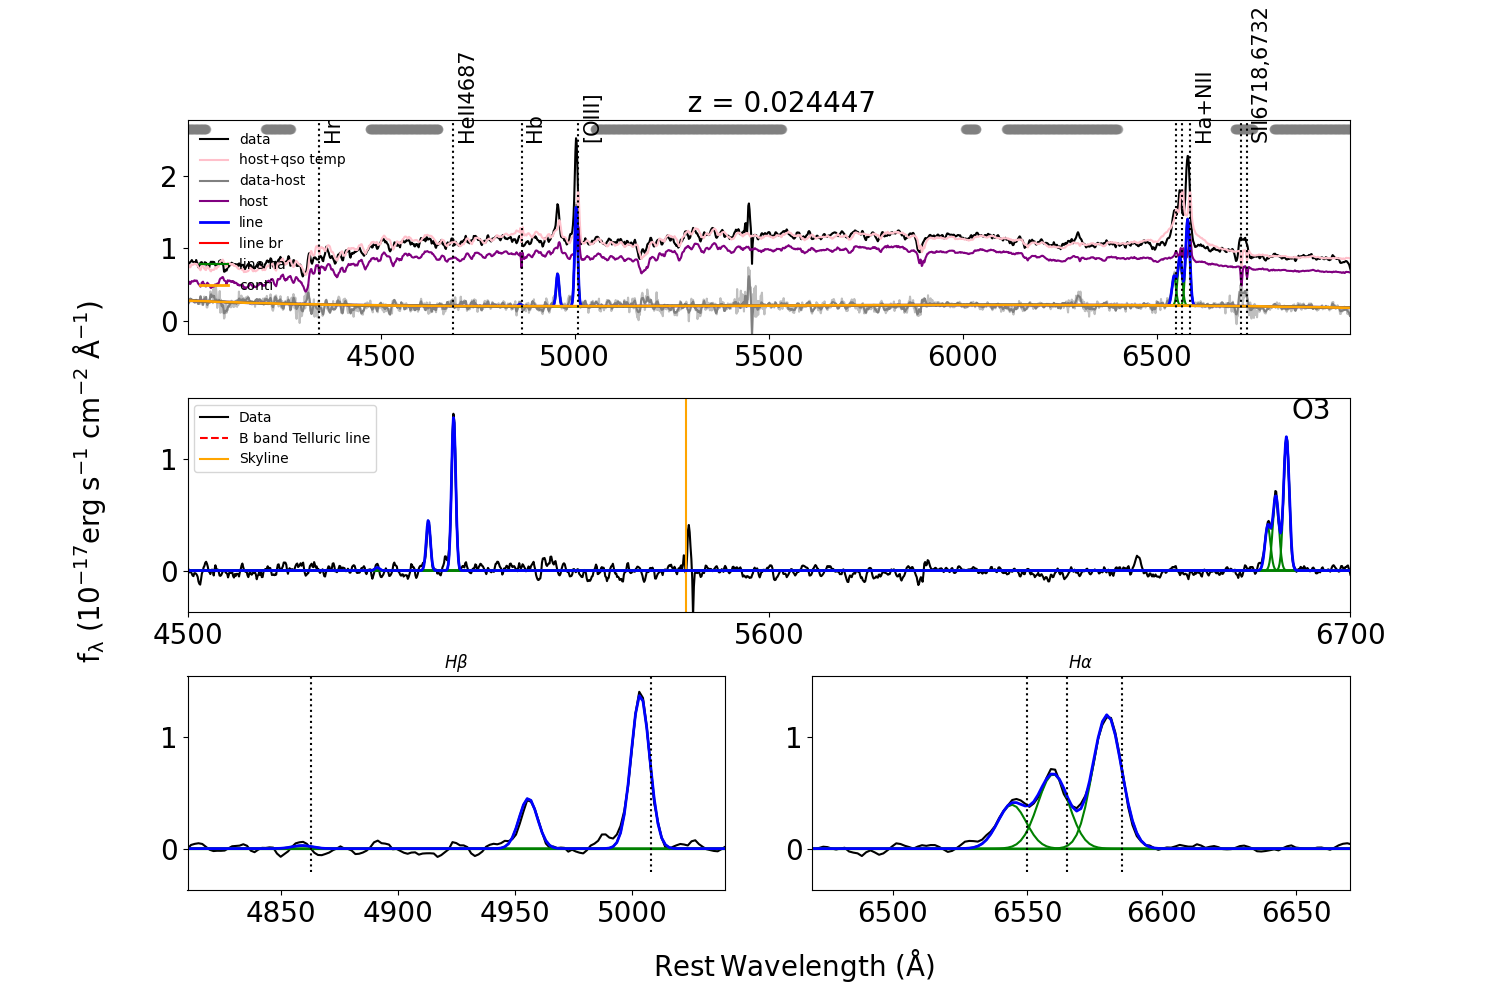 SII6718,6732
HeII4687
Ha+NII
z = 0.024447
Hr
Hb
[OIII]
data
host+qso temp
data-host
host
line
line br
line na
conti
2
1
0
4500
5000
5500
6000
6500
fλ (10−17erg s−1 cm−2 Å−1)
Data
B band Telluric line
Skyline
O3
1
0
4500
5600
6700
Hβ
1
0
4850
4900
4950
5000
Hα
1
0
6500
6550
6600
6650
Rest Wavelength (Å)